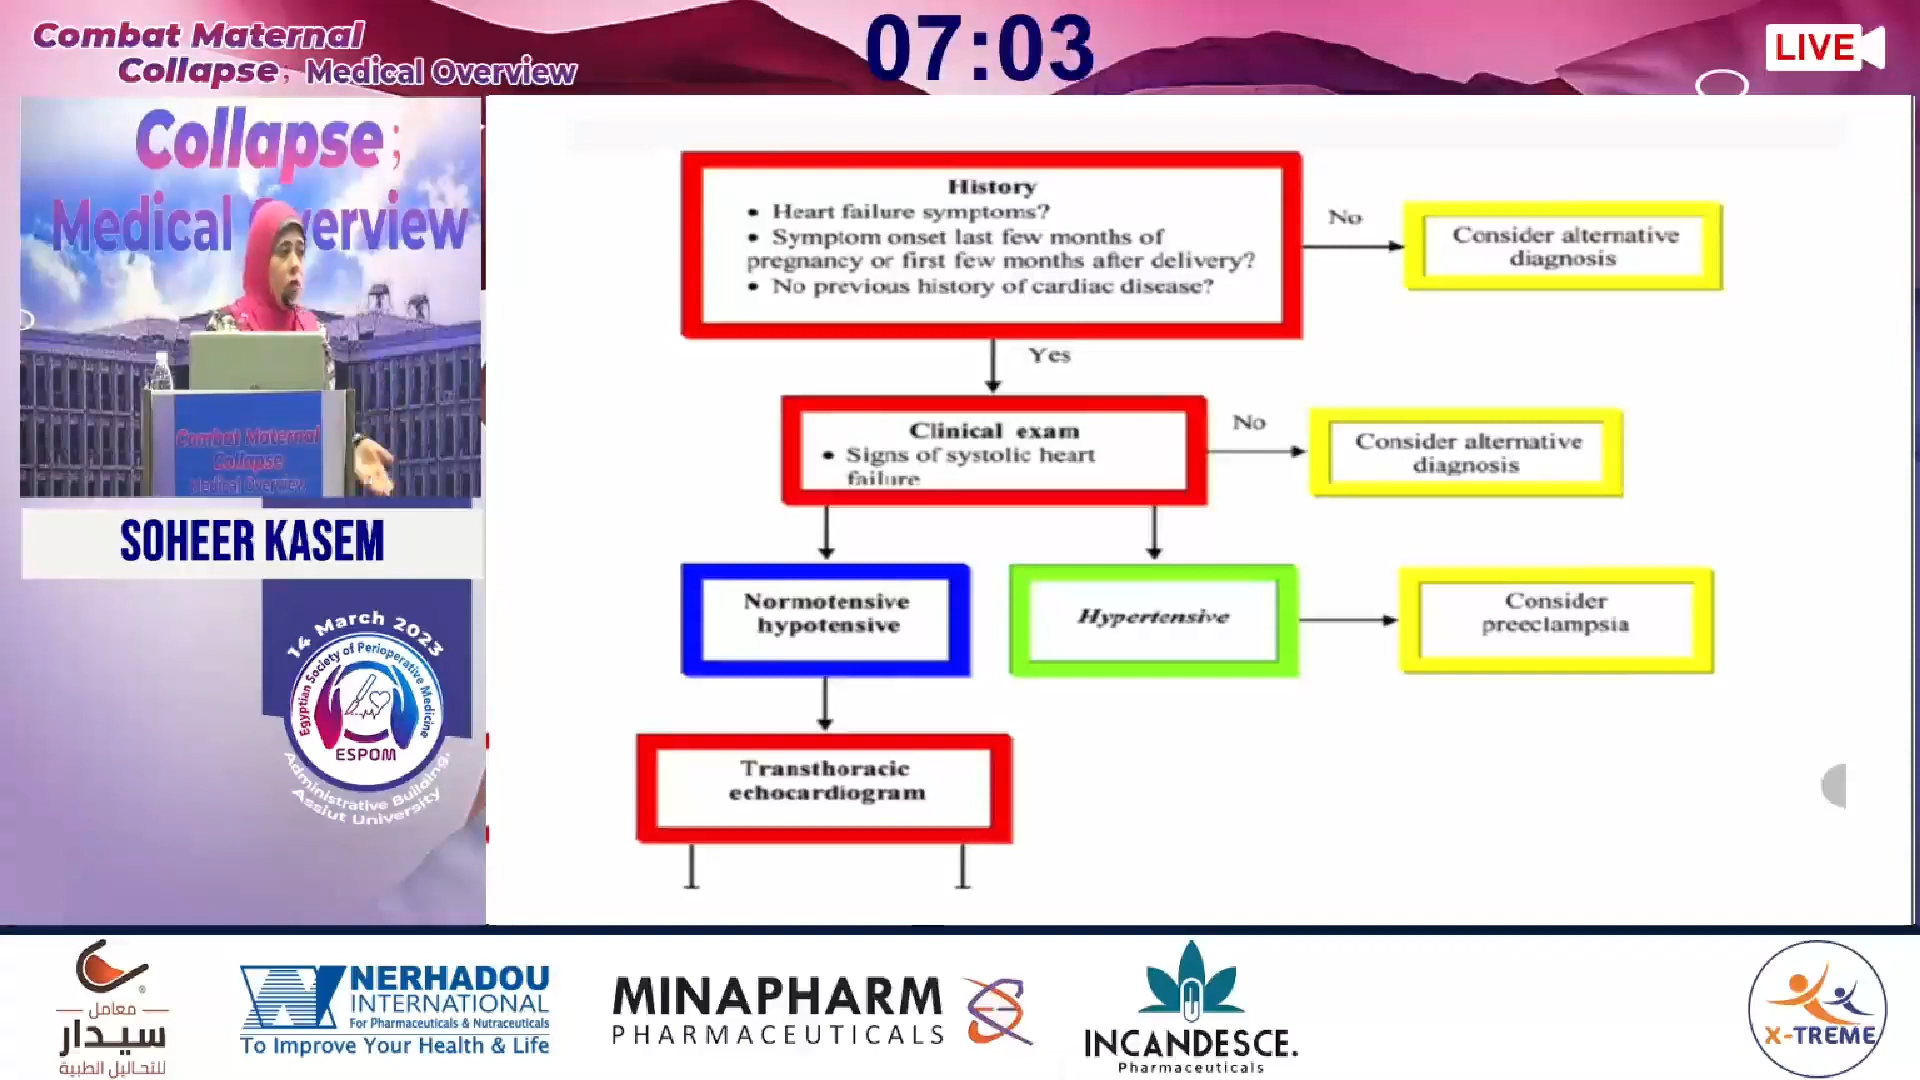 Combat Maternal
Collapse; Medical Overview
07:03
LIVE
Collapse;
Medical Overview
Combat Maternal
Collapse
Medical Overview
SOHEER KASEM
14 March 2023
Egyptian Society of Perioperative Medicine
ESPOM
Administrative Building,
Assiut University
History
• Heart failure symptoms?
• Symptom onset last few months of
pregnancy or first few months after delivery?
• No previous history of cardiac disease?
No
Consider alternative
diagnosis
Yes
Clinical exam
• Signs of systolic heart
failure
No
Consider alternative
diagnosis
Normotensive
hypotensive
Hypertensive
Consider
preeclampsia
Transthoracic
echocardiogram
معامل
سيدار
للتحاليل الطبية
NERHADOU
INTERNATIONAL
For Pharmaceuticals & Nutraceuticals
To Improve Your Health & Life
MINAPHARM
PHARMACEUTICALS
INCANDESCE.
Pharmaceuticals
X-TREME